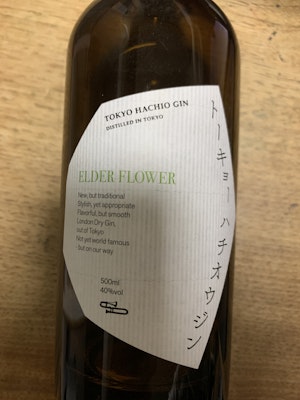 TOKYO HACHIO GIN
DISTILLED IN TOKYO
トーキョーハチオウジン
ELDER FLOWER
New, but traditional
Stylish, yet appropriate
Flavorful, but smooth
London Dry Gin,
out of Tokyo
Not yet world famous
- but on our way
500ml
40%vol